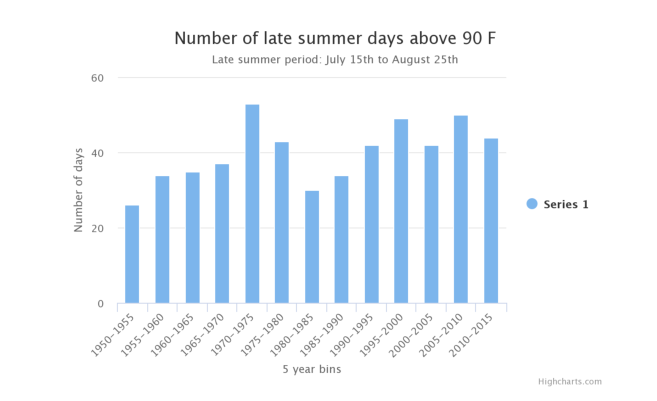 Number of late summer days above 90 F
Late summer period: July 15th to August 25th
Number of days
60
40
20
0
1950–1955
1955–1960
1960–1965
1965–1970
1970–1975
1975–1980
1980–1985
1985–1990
1990–1995
1995–2000
2000–2005
2005–2010
2010–2015
5 year bins
Series 1
Highcharts.com